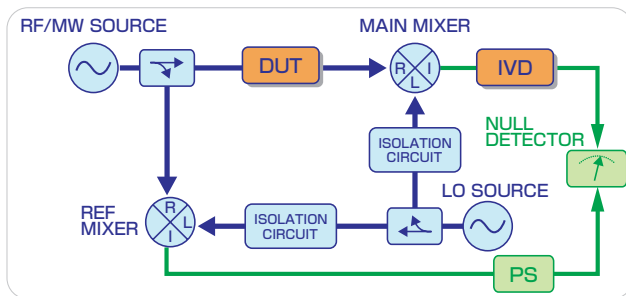 RF/MW SOURCE
MAIN MIXER
DUT
R
I
L
IVD
ISOLATION
CIRCUIT
NULL
DETECTOR
LO SOURCE
REF
MIXER
R
L
I
ISOLATION
CIRCUIT
PS